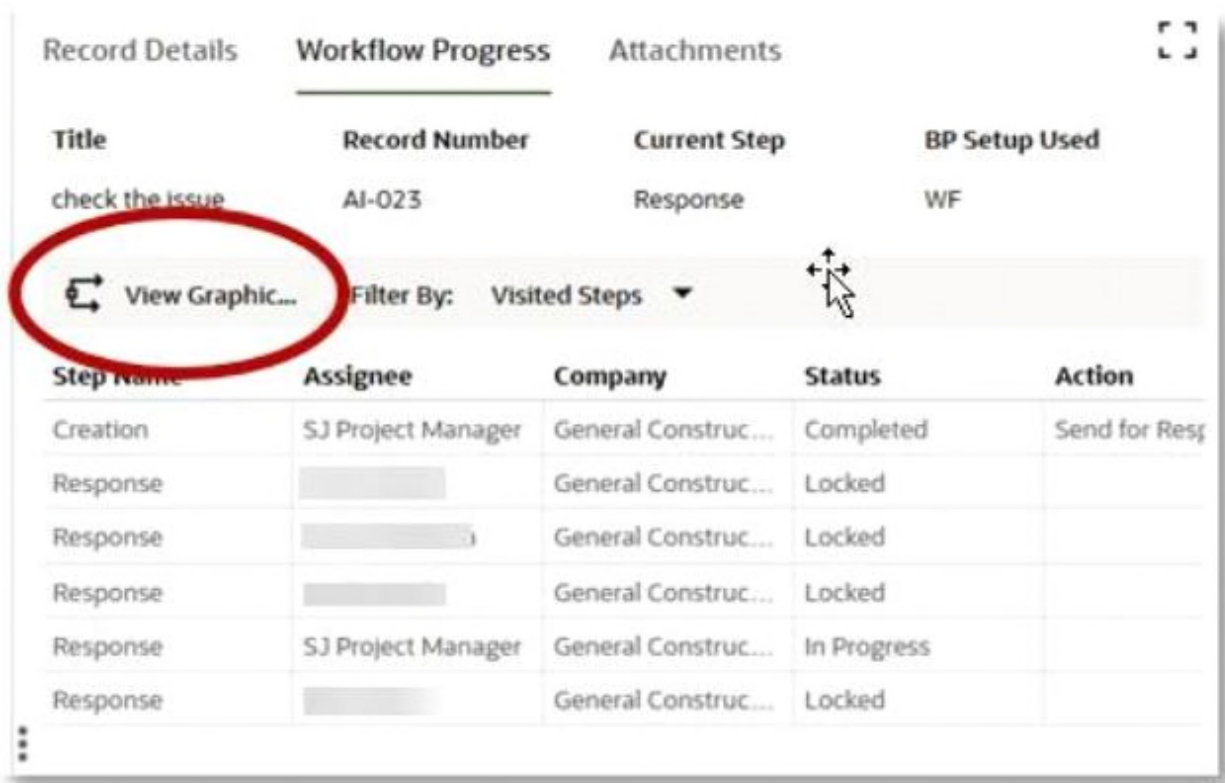 Record Details Workflow Progress Attachments
Title Record Number Current Step BP Setup Used
check the issue AI-023 Response WF
View Graphic... Filter By: Visited Steps
Step Name Assignee Company Status Action
Creation SJ Project Manager General Construc... Completed Send for Resp
Response General Construc... Locked
Response General Construc... Locked
Response General Construc... Locked
Response SJ Project Manager General Construc... In Progress
Response General Construc... Locked